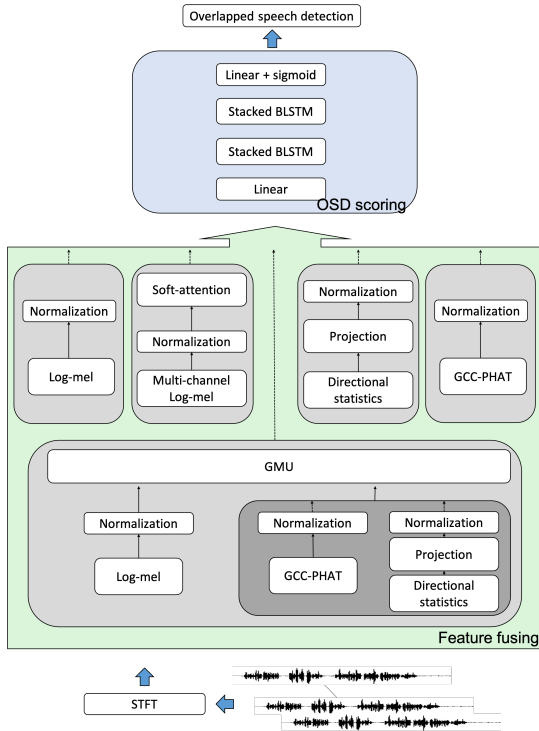 Overlapped speech detection
Linear + sigmoid
Stacked BLSTM
Stacked BLSTM
Linear
OSD scoring
Normalization
Log-mel
Soft-attention
Normalization
Multi-channel
Log-mel
Normalization
Projection
Directional
statistics
Normalization
GCC-PHAT
GMU
Normalization
Log-mel
Normalization
GCC-PHAT
Normalization
Projection
Directional
statistics
Feature fusing
STFT